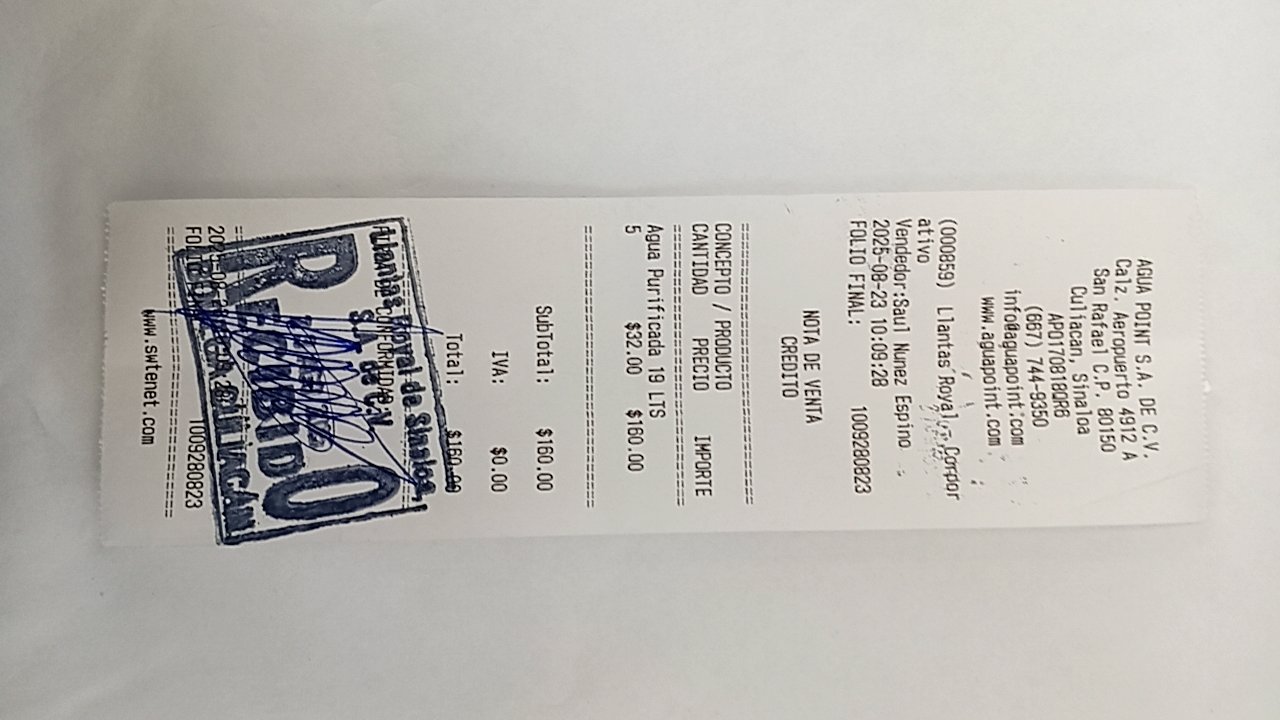 AGUA POINT S.A. DE C.V.
Calz. Aeropuerto 4912 A
San Rafael C.P. 80150
Culiacan, Sinaloa
APO170818QR6
(667) 744-9350
info@aguapoint.com
www.aguapoint.com
(000859) Llantas Royal, Corpor
ativo
Vendedor:Saul Nunez Espino
2025-08-23 10:09:28
FOLIO FINAL: 1009280823
NOTA DE VENTA
CREDITO
==============================
CONCEPTO / PRODUCTO
CANTIDAD PRECIO IMPORTE
==============================
Agua Purificada 19 LTS
5 $32.00 $160.00
==============================
SubTotal: $160.00
IVA: $0.00
Total: $160.00
Llantas Royal de Sinaloa,
S.A. de C.V.
RECIBIDO
CULIACÁN
1009280823
==============================
www.swtenet.com